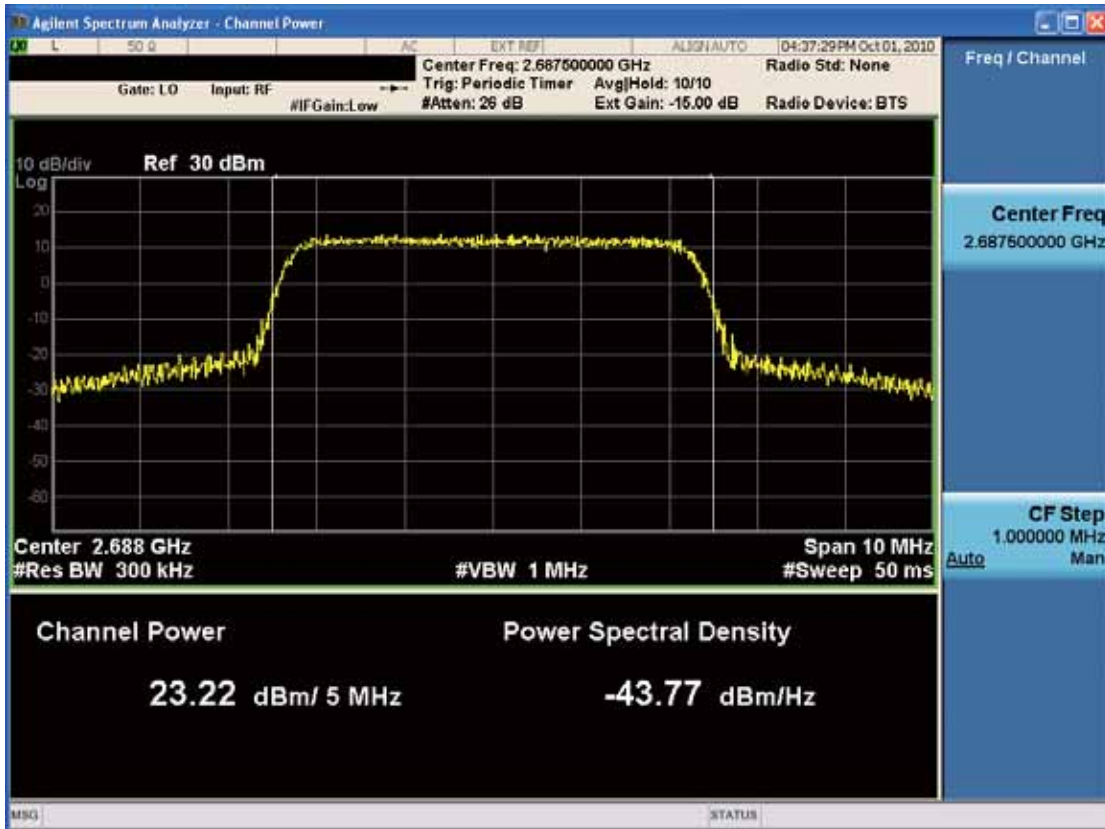 Agilent Spectrum Analyzer - Channel Power
L 50 Ω AC EXT REF ALIGN AUTO 04:37:29 PM Oct 01, 2010
Center Freq: 2.687500000 GHz Radio Std: None
Gate: LO Input: RF Trig: Periodic Timer Avg|Hold: 10/10
#IFGain:Low #Atten: 26 dB Ext Gain: -15.00 dB Radio Device: BTS
10 dB/div Ref 30 dBm
Log
20
10
0
-10
-20
-30
-40
-50
-60
Center 2.688 GHz Span 10 MHz
#Res BW 300 kHz #VBW 1 MHz #Sweep 50 ms
Channel Power Power Spectral Density
23.22 dBm/ 5 MHz -43.77 dBm/Hz
MSG STATUS
Freq / Channel
Center Freq
2.687500000 GHz
CF Step
1.000000 MHz
Auto Man